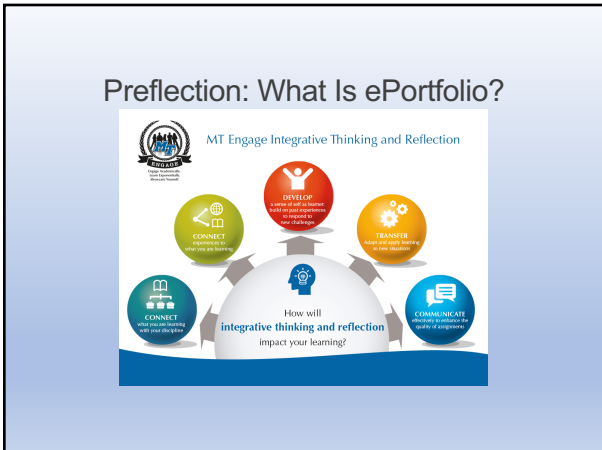 Preflection: What Is ePortfolio?
MT Engage Integrative Thinking and Reflection
MT
ENGAGE
Engage Academically
Learn Exponentially
Showcase Yourself
DEVELOP
a sense of self as learner:
build on past experiences
to respond to
new challenges
CONNECT
experiences to
what you are learning
TRANSFER
Adapt and apply learning
to new situations
CONNECT
what you are learning
with your discipline
COMMUNICATE
effectively to enhance the
quality of assignments
How will
integrative thinking and reflection
impact your learning?